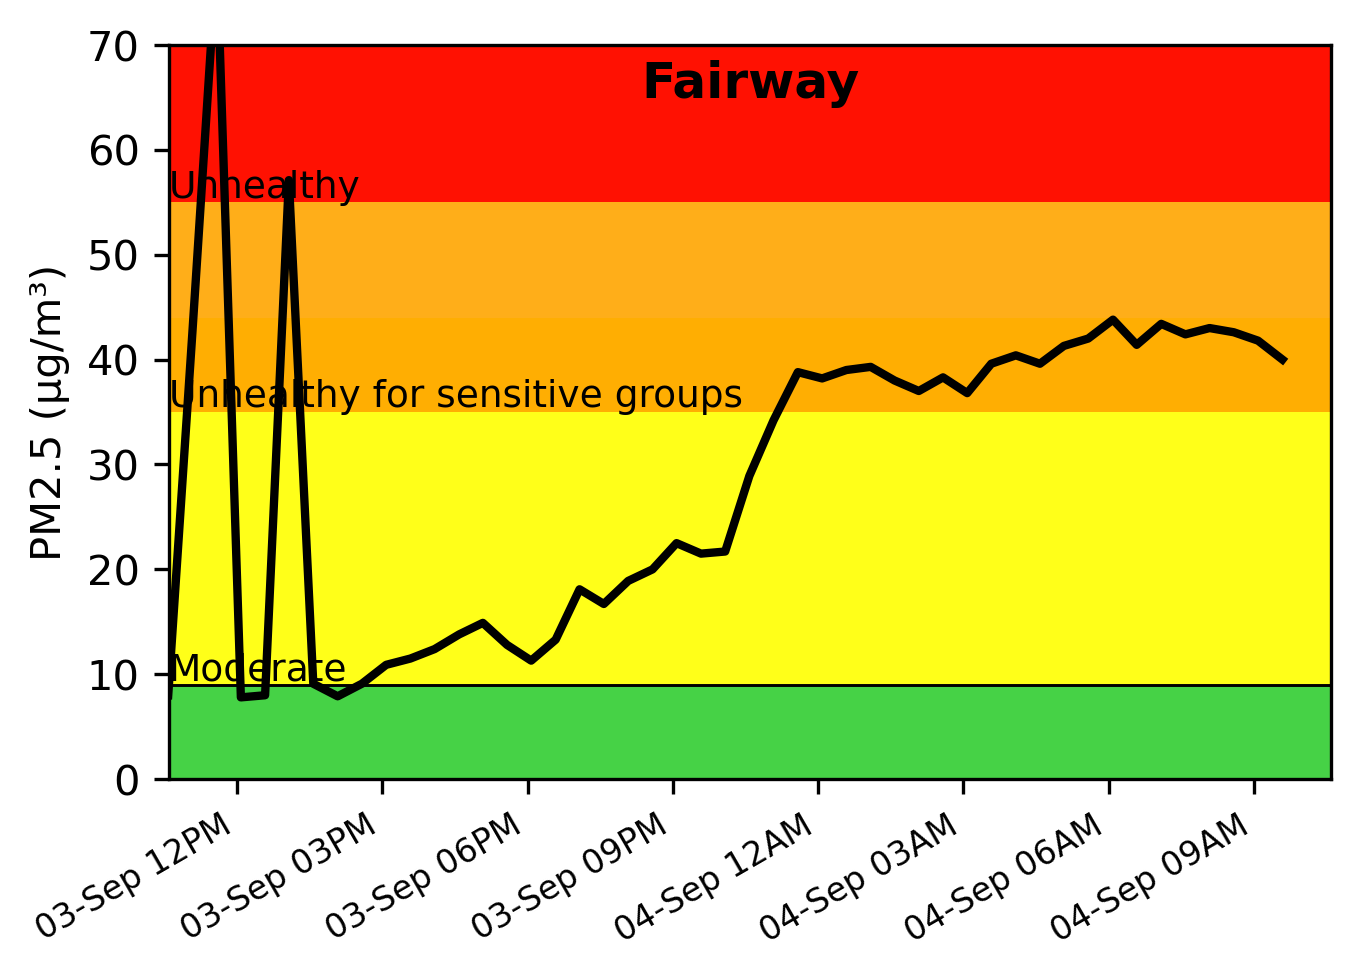 Fairway
70
60
50
40
30
20
10
0
PM2.5 (µg/m³)
Unhealthy
Unhealthy for sensitive groups
Moderate
03-Sep 12PM
03-Sep 03PM
03-Sep 06PM
03-Sep 09PM
04-Sep 12AM
04-Sep 03AM
04-Sep 06AM
04-Sep 09AM